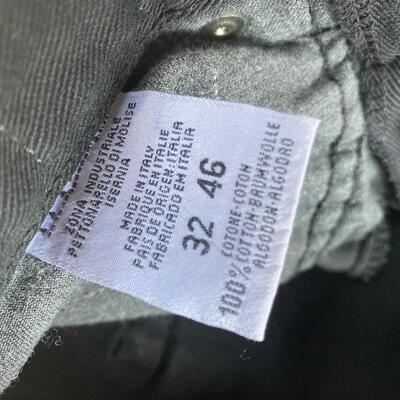 ZONA INDUSTRIALE
PETTORANELLO DI MOLISE
ISERNIA
MADE IN ITALY
FABRIQUE EN ITALIE
PAIS DE ORIGEN: ITALIA
FABRICADO EM ITALIA
32 46
100% COTONE-COTON
COTTON-BAUMWOLLE
ALGODON-ALGODAO